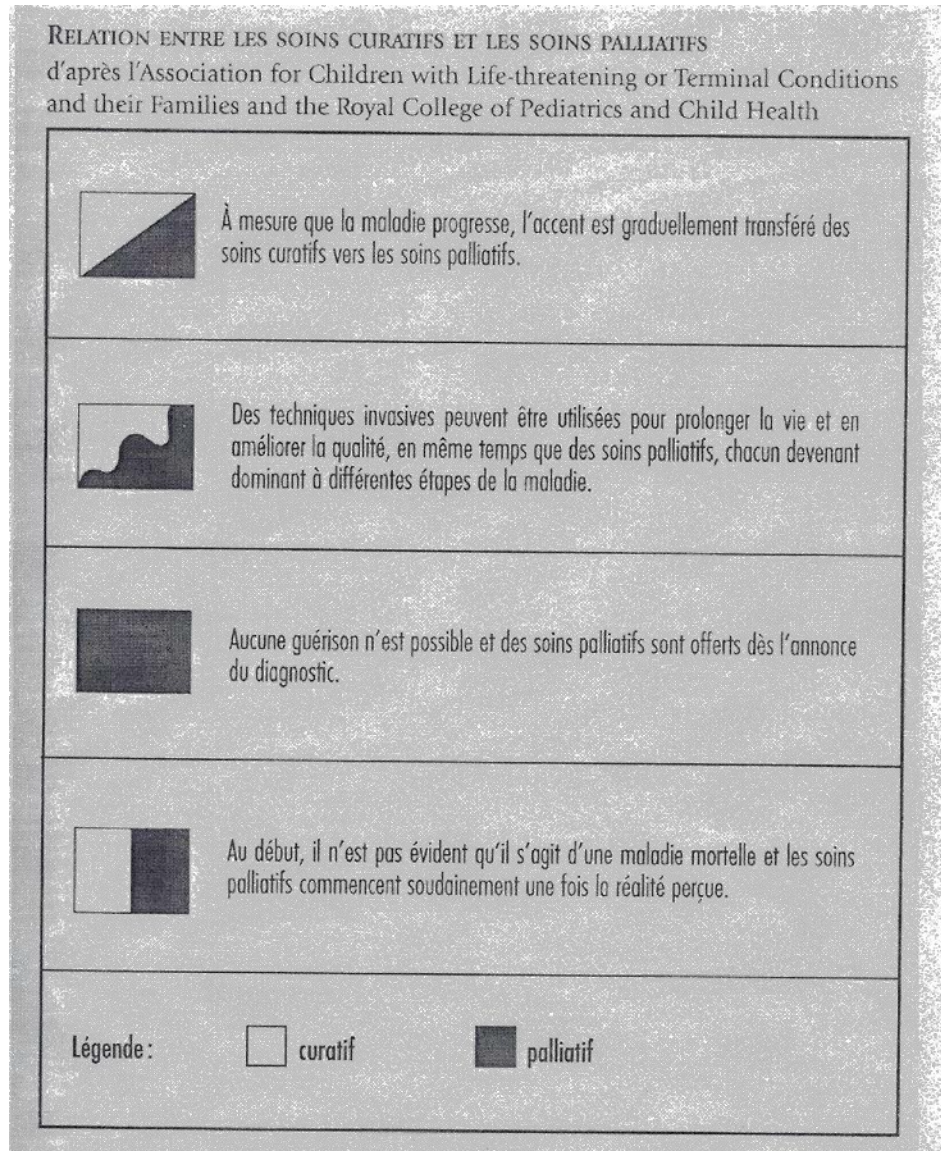 RELATION ENTRE LES SOINS CURATIFS ET LES SOINS PALLIATIFS
d'après l'Association for Children with Life-threatening or Terminal Conditions
and their Families and the Royal College of Pediatrics and Child Health
À mesure que la maladie progresse, l'accent est graduellement transféré des
soins curatifs vers les soins palliatifs.
Des techniques invasives peuvent être utilisées pour prolonger la vie et en
améliorer la qualité, en même temps que des soins palliatifs, chacun devenant
dominant à différentes étapes de la maladie.
Aucune guérison n'est possible et des soins palliatifs sont offerts dès l'annonce
du diagnostic.
Au début, il n'est pas évident qu'il s'agit d'une maladie mortelle et les soins
palliatifs commencent soudainement une fois la réalité perçue.
Légende : curatif palliatif